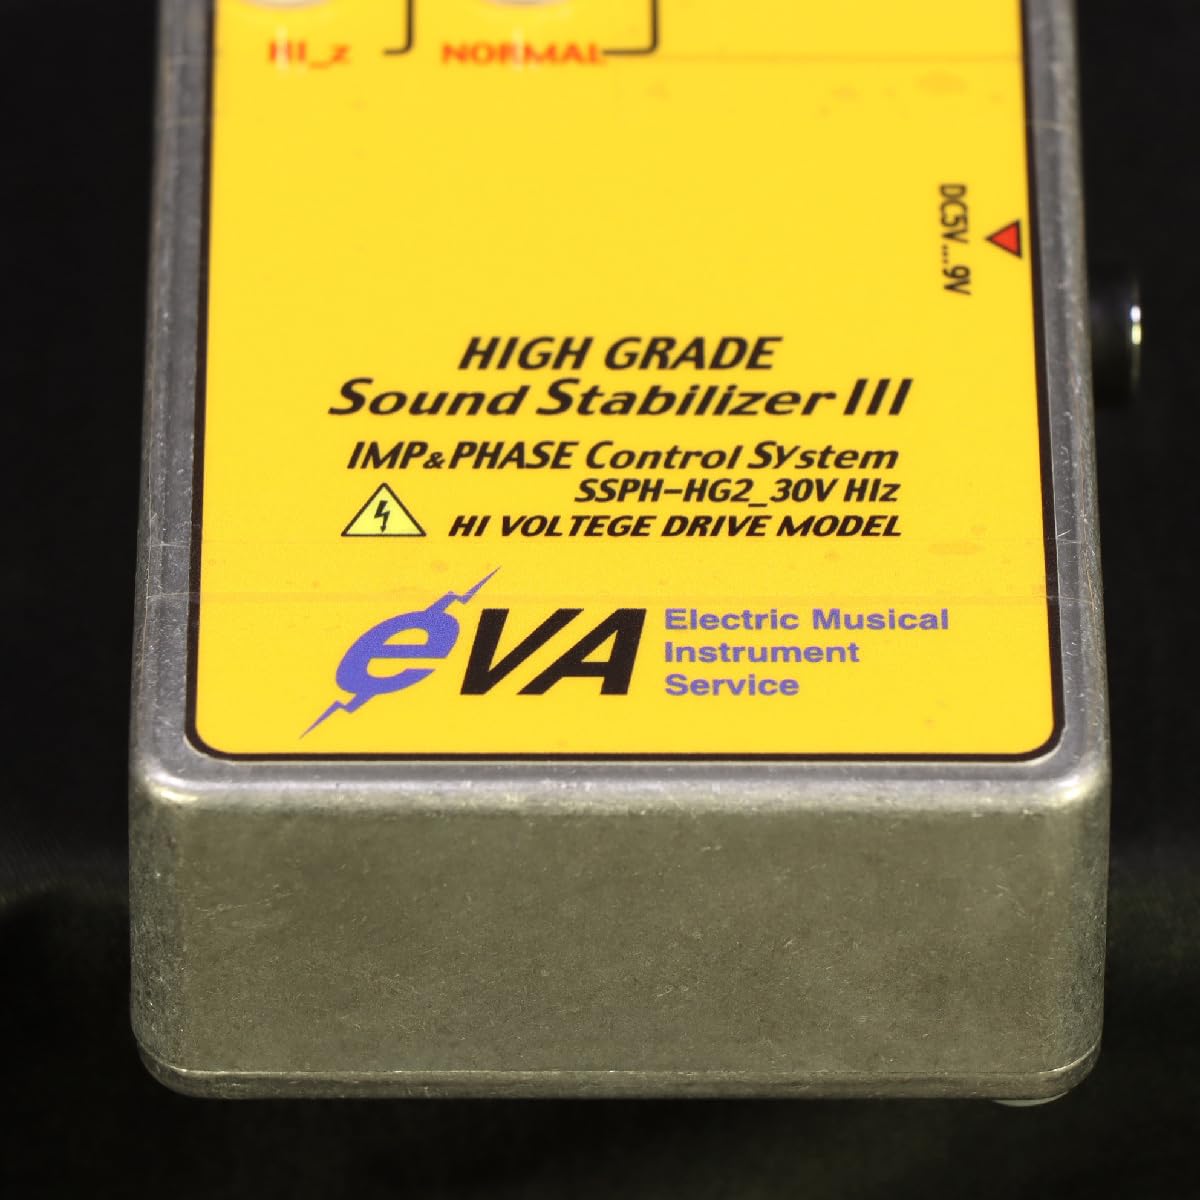 HI_z NORMAL
DC5V...9V
HIGH GRADE
Sound Stabilizer III
IMP&PHASE Control System
SSPH-HG2_30V HIz
HI VOLTEGE DRIVE MODEL
eVA
Electric Musical
Instrument
Service